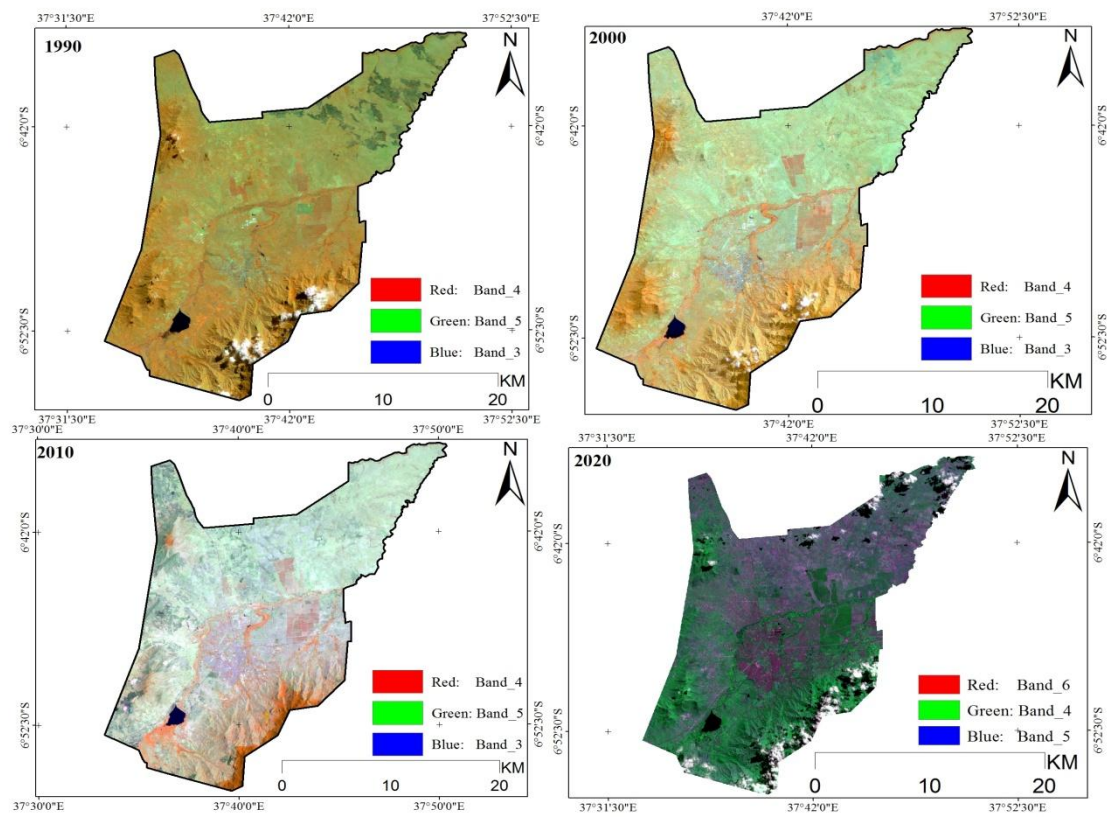 37°31'30"E 37°42'0"E 37°52'30"E
1990
N
6°42'0"S 6°42'0"S
Red: Band_4
Green: Band_5
Blue: Band_3
6°52'30"S 6°52'30"S
KM
0 10 20
37°31'30"E 37°42'0"E 37°52'30"E
37°42'0"E 37°52'30"E
2000
N
6°42'0"S 6°42'0"S
Red: Band_4
Green: Band_5
Blue: Band_3
6°52'30"S 6°52'30"S
KM
0 10 20
37°42'0"E 37°52'30"E
37°30'0"E 37°40'0"E 37°50'0"E
2010
N
6°42'0"S 6°42'0"S
Red: Band_4
Green: Band_5
Blue: Band_3
6°52'30"S 6°52'30"S
KM
0 10 20
37°30'0"E 37°40'0"E 37°50'0"E
37°31'30"E 37°42'0"E 37°52'30"E
2020
N
6°42'0"S 6°42'0"S
Red: Band_6
Green: Band_4
Blue: Band_5
6°52'30"S 6°52'30"S
KM
0 10 20
37°31'30"E 37°42'0"E 37°52'30"E